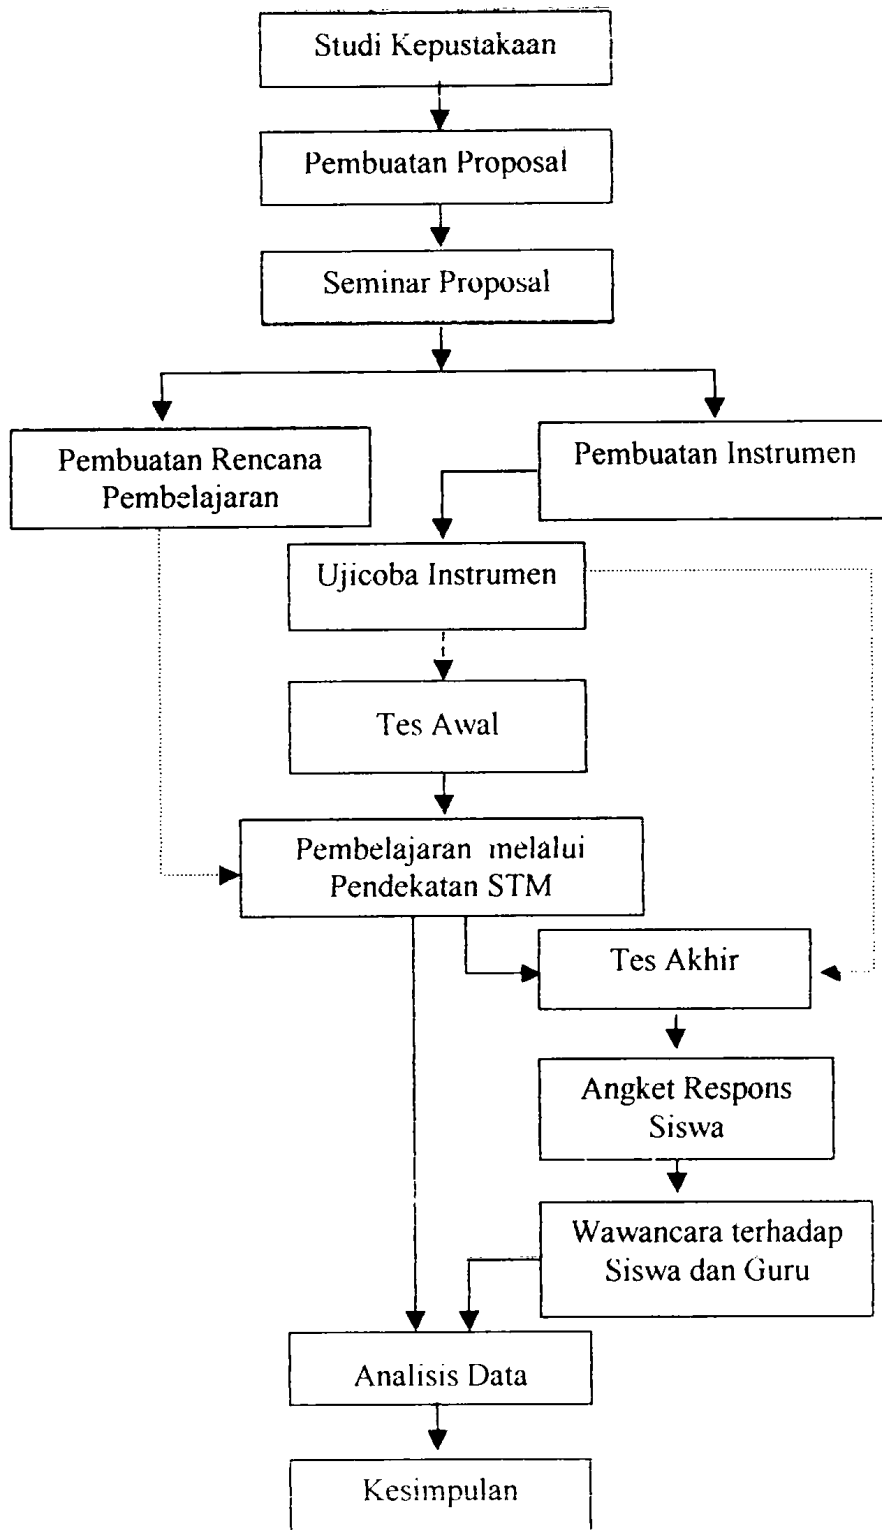 Studi Kepustakaan
Pembuatan Proposal
Seminar Proposal
Pembuatan Rencana
Pembelajaran
Pembuatan Instrumen
Ujicoba Instrumen
Tes Awal
Pembelajaran melalui
Pendekatan STM
Tes Akhir
Angket Respons
Siswa
Wawancara terhadap
Siswa dan Guru
Analisis Data
Kesimpulan